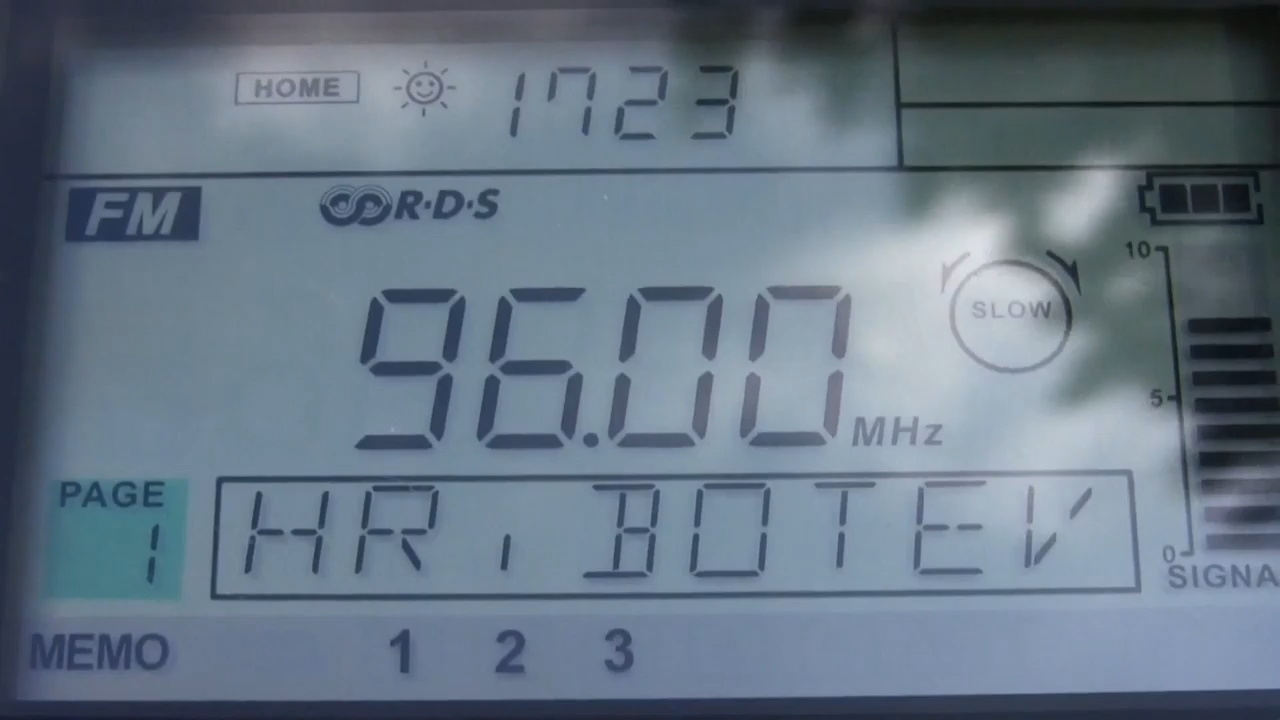 HOME 1723
FM R·D·S
10
SLOW
96.00 MHz
5
PAGE 1
HR. BOTEV
0
SIGNA
MEMO 1 2 3